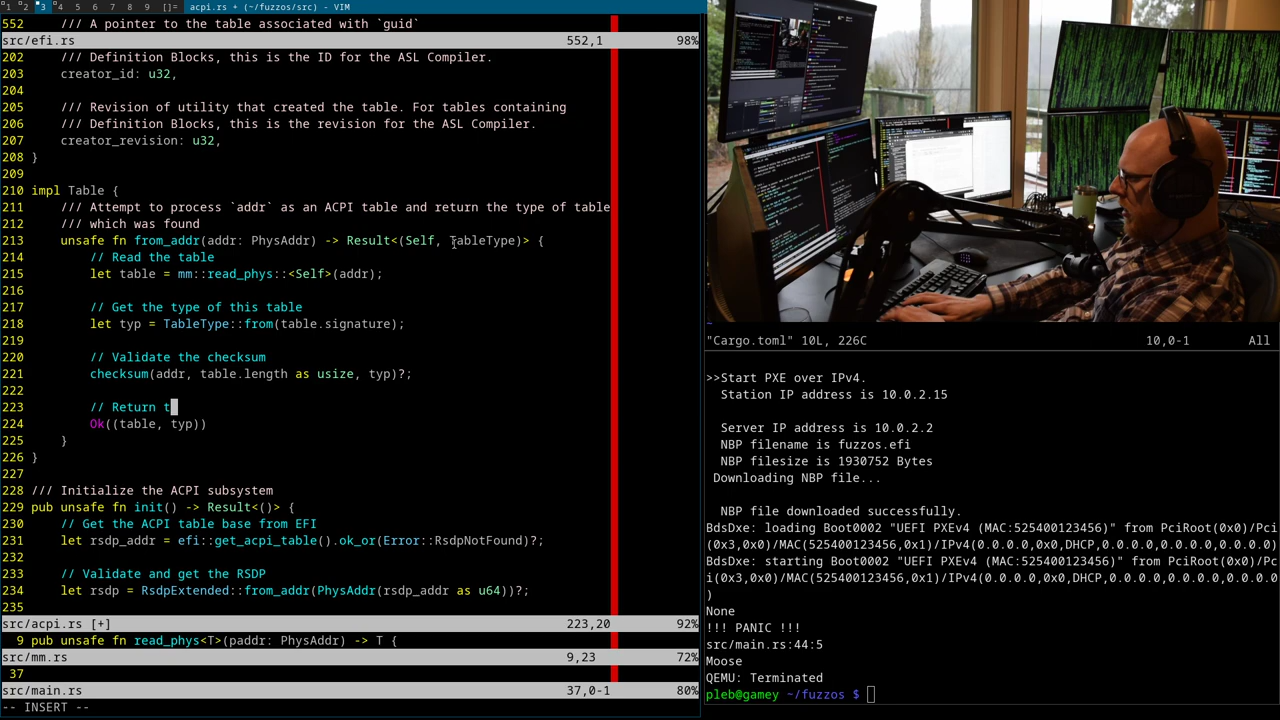 1 2 3 4 5 6 7 8 9 []= acpi.rs + (~/fuzzos/src) - VIM
552     /// A pointer to the table associated with `guid`
src/efi.rs 552,1 98%
202     /// Definition Blocks, this is the ID for the ASL Compiler.
203     creator_id: u32,
204
205     /// Revision of utility that created the table. For tables containing
206     /// Definition Blocks, this is the revision for the ASL Compiler.
207     creator_revision: u32,
208 }
209
210 impl Table {
211     /// Attempt to process `addr` as an ACPI table and return the type of table
212     /// which was found
213     unsafe fn from_addr(addr: PhysAddr) -> Result<(Self, TableType)> {
214         // Read the table
215         let table = mm::read_phys::<Self>(addr);
216
217         // Get the type of this table
218         let typ = TableType::from(table.signature);
219
220         // Validate the checksum
221         checksum(addr, table.length as usize, typ)?;
222
223         // Return t
224         Ok((table, typ))
225     }
226 }
227
228 /// Initialize the ACPI subsystem
229 pub unsafe fn init() -> Result<()> {
230     // Get the ACPI table base from EFI
231     let rsdp_addr = efi::get_acpi_table().ok_or(Error::RsdpNotFound)?;
232
233     // Validate and get the RSDP
234     let rsdp = RsdpExtended::from_addr(PhysAddr(rsdp_addr as u64))?;
235
src/acpi.rs [+] 223,20 92%
9 pub unsafe fn read_phys<T>(paddr: PhysAddr) -> T {
src/mm.rs 9,23 72%
37
src/main.rs 37,0-1 80%
-- INSERT --
~
"Cargo.toml" 10L, 226C 10,0-1 All
>>Start PXE over IPv4.
Station IP address is 10.0.2.15
Server IP address is 10.0.2.2
NBP filename is fuzzos.efi
NBP filesize is 1930752 Bytes
Downloading NBP file...
NBP file downloaded successfully.
BdsDxe: loading Boot0002 "UEFI PXEv4 (MAC:525400123456)" from PciRoot(0x0)/Pci
(0x3,0x0)/MAC(525400123456,0x1)/IPv4(0.0.0.0,0x0,DHCP,0.0.0.0,0.0.0.0,0.0.0.0)
BdsDxe: starting Boot0002 "UEFI PXEv4 (MAC:525400123456)" from PciRoot(0x0)/Pc
i(0x3,0x0)/MAC(525400123456,0x1)/IPv4(0.0.0.0,0x0,DHCP,0.0.0.0,0.0.0.0,0.0.0.0
)
None
!!! PANIC !!!
src/main.rs:44:5
Moose
QEMU: Terminated
pleb@gamey ~/fuzzos $